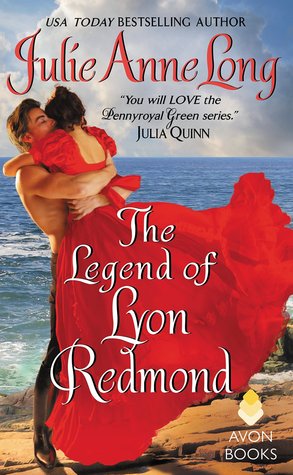 USA TODAY BESTSELLING AUTHOR
Julie Anne Long
“You will LOVE the
Pennyroyal Green series.”
JULIA QUINN
The
Legend of
Lyon
Redmond
AVON
BOOKS